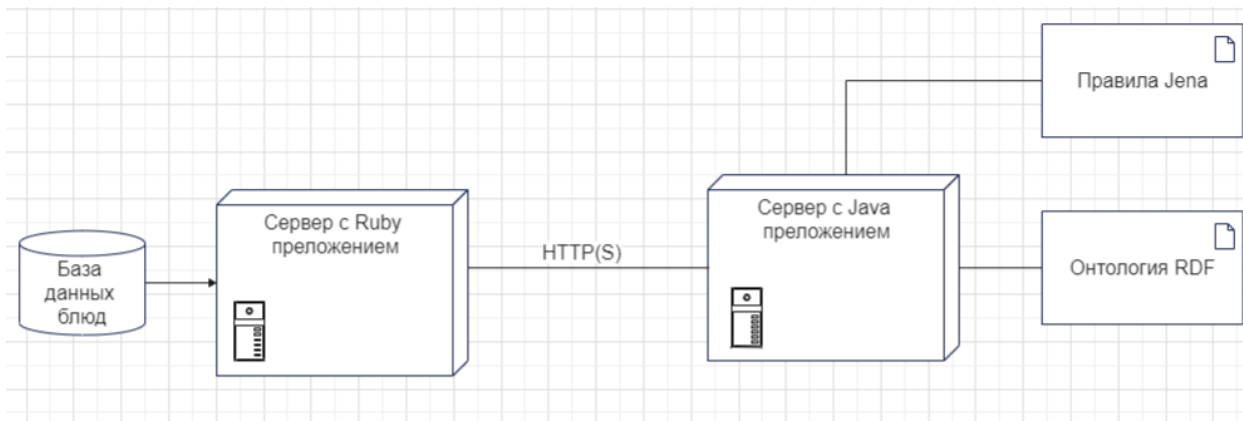 Правила Jena
Сервер с Ruby
преложением
Сервер с Java
преложением
HTTP(S)
База
данных
блюд
Онтология RDF